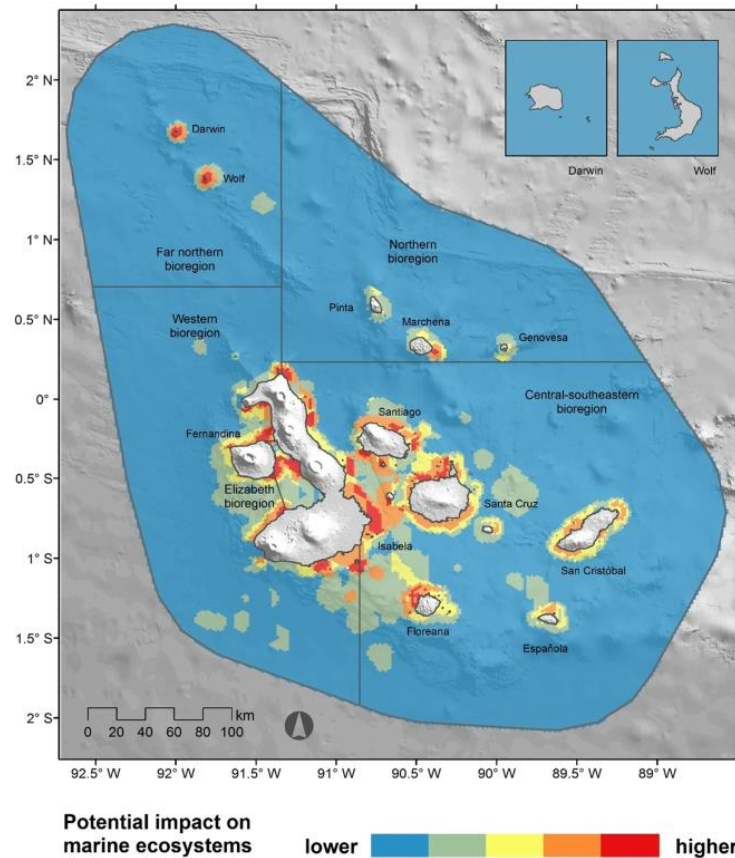 2° N
1.5° N
1° N
0.5° N
0°
0.5° S
1° S
1.5° S
2° S
Darwin
Wolf
Darwin
Wolf
Far northern
bioregion
Northern
bioregion
Western
bioregion
Pinta
Marchena
Genovesa
Central-southeastern
bioregion
Santiago
Fernandina
Elizabeth
bioregion
Santa Cruz
Isabela
San Cristóbal
Floreana
Española
km
0 20 40 60 80 100
92.5° W 92° W 91.5° W 91° W 90.5° W 90° W 89.5° W 89° W
Potential impact on
marine ecosystems
lower higher